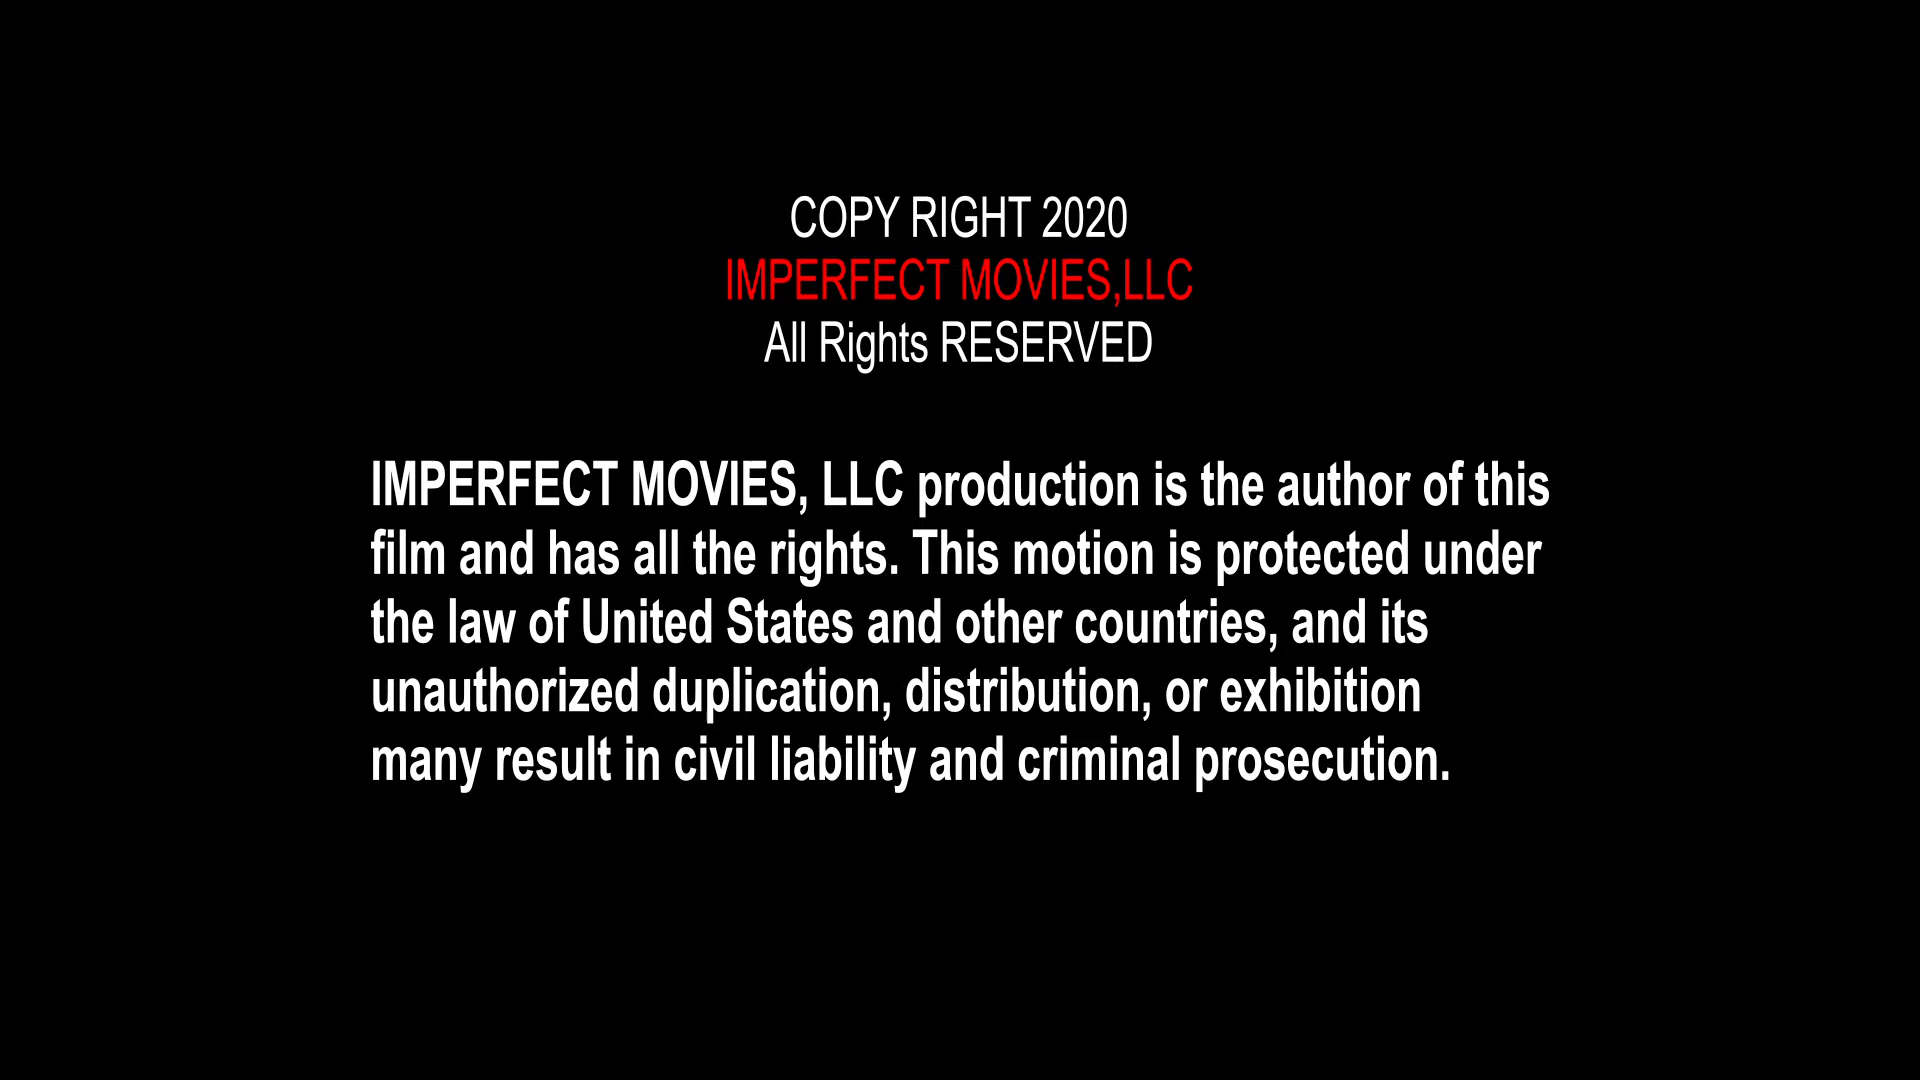 COPY RIGHT 2020
IMPERFECT MOVIES,LLC
All Rights RESERVED
IMPERFECT MOVIES, LLC production is the author of this
film and has all the rights. This motion is protected under
the law of United States and other countries, and its
unauthorized duplication, distribution, or exhibition
many result in civil liability and criminal prosecution.